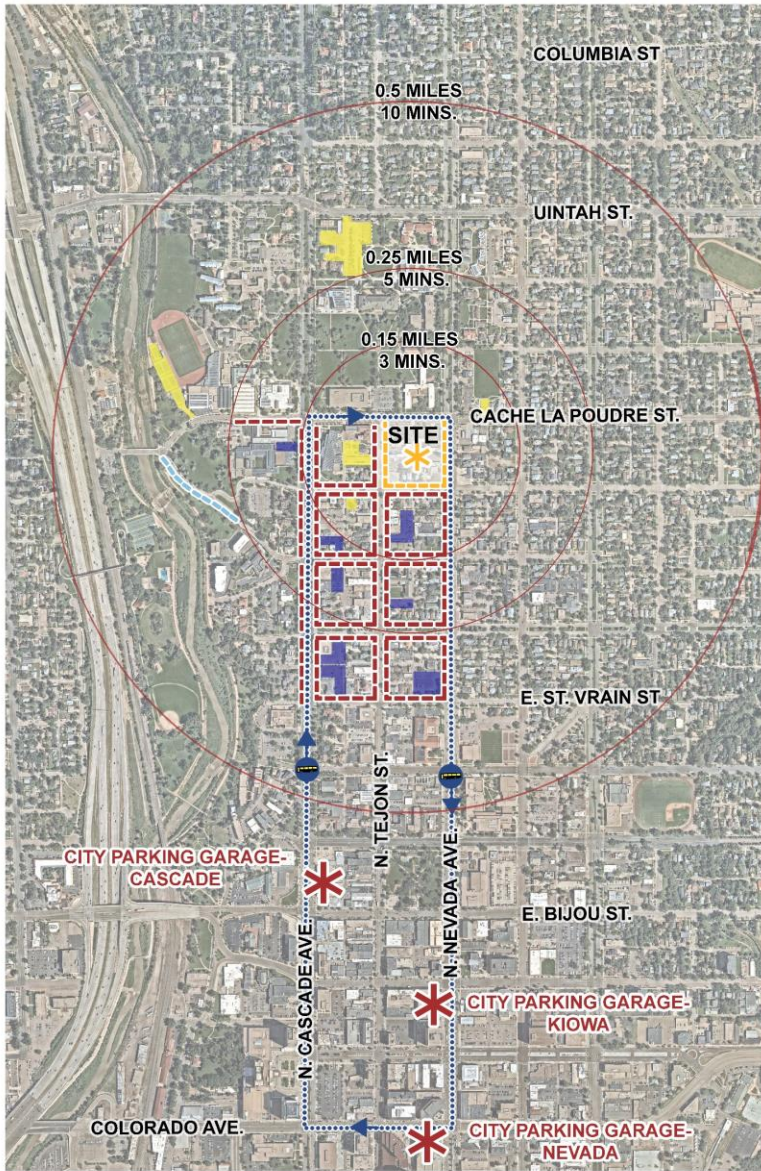 COLUMBIA ST
0.5 MILES
10 MINS.
UINTAH ST.
0.25 MILES
5 MINS.
0.15 MILES
3 MINS.
CACHE LA POUDRE ST.
SITE
E. ST. VRAIN ST
N. TEJON ST.
CITY PARKING GARAGE-
CASCADE
N. NEVADA AVE.
E. BIJOU ST.
N. CASCADE AVE.
CITY PARKING GARAGE-
KIOWA
COLORADO AVE.
CITY PARKING GARAGE-
NEVADA